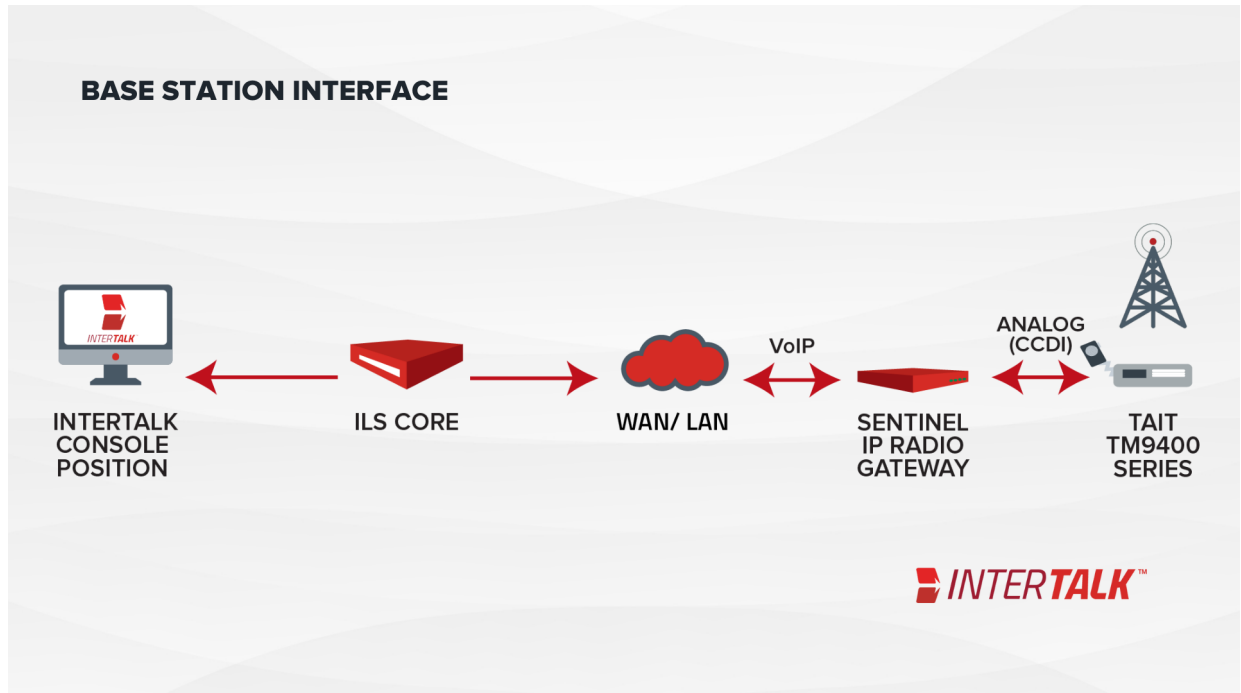 BASE STATION INTERFACE
INTERTALK
INTERTALK
CONSOLE
POSITION
ILS CORE
WAN/ LAN
VoIP
SENTINEL
IP RADIO
GATEWAY
ANALOG
(CCDI)
TAIT
TM9400
SERIES
INTERTALK™